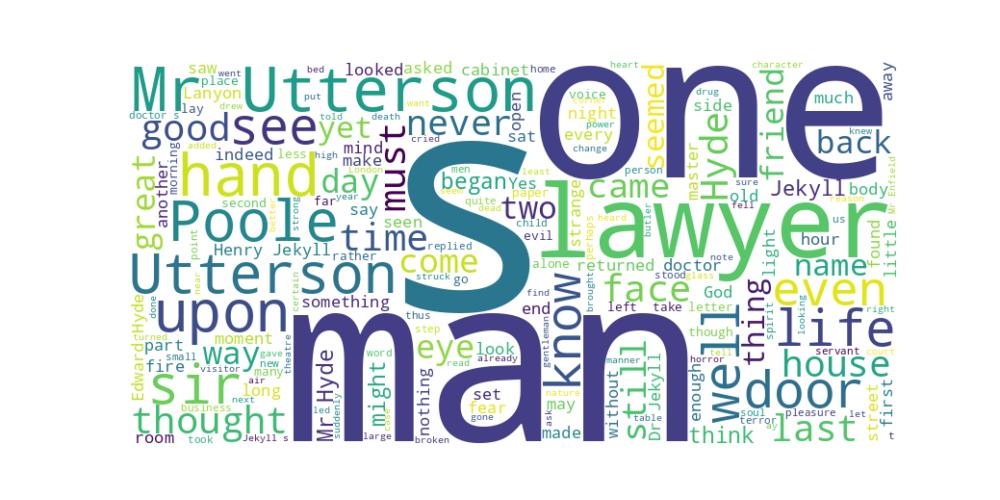 Mr Utterson
one
S
lawyer
man
saw
went
bed
looked
asked
cabinet
home
heart
character
away
place
Lanyon
put
want
open
voice
night
every
change
power
seemed
friend
drug
side
much
knew
back
lay
drew
told
death
never
sat
cried
doctor s
good
see
yet
mind
make
must
Hyde
master
person
added
indeed
less
high
London
year
another
morning
great
hand
day
men
seen
began
Yes
least
paper
quite
dead
child
evil
two
strange
came
sure
old
fell
Jekyll
body
reason
us
Mr Enfield
little
second
better
strong
far
say
Poole
Henry Jekyll
time
rather
replied
struck
go
come
point
perhaps
heard
butler
alone
returned
doctor
stood
glass
God
note
hour
light
name
found
Utterson
near
certain
something
thus
end
find
brought
face
left
take
letter
even
thing
spirit
looking
right
upon
done
Edward Hyde
turned
part
moment
step
eye
look
already
know
gentleman
though
life
well
horror
tell
servant
court
small
way
gave
new
theatre
fire
visitor
many
word
read
nothing
set
fear
gone
may
nature
manner
without
still
Dr Jekyll
enough
house
door
sir
air
long
might
case
Mr Hyde
suddenly
led
business
next
thought
ask
made
table
soul
terror
pleasure
let
ay
street
first
room
took
Jekyll s
large
broken
think
last
t